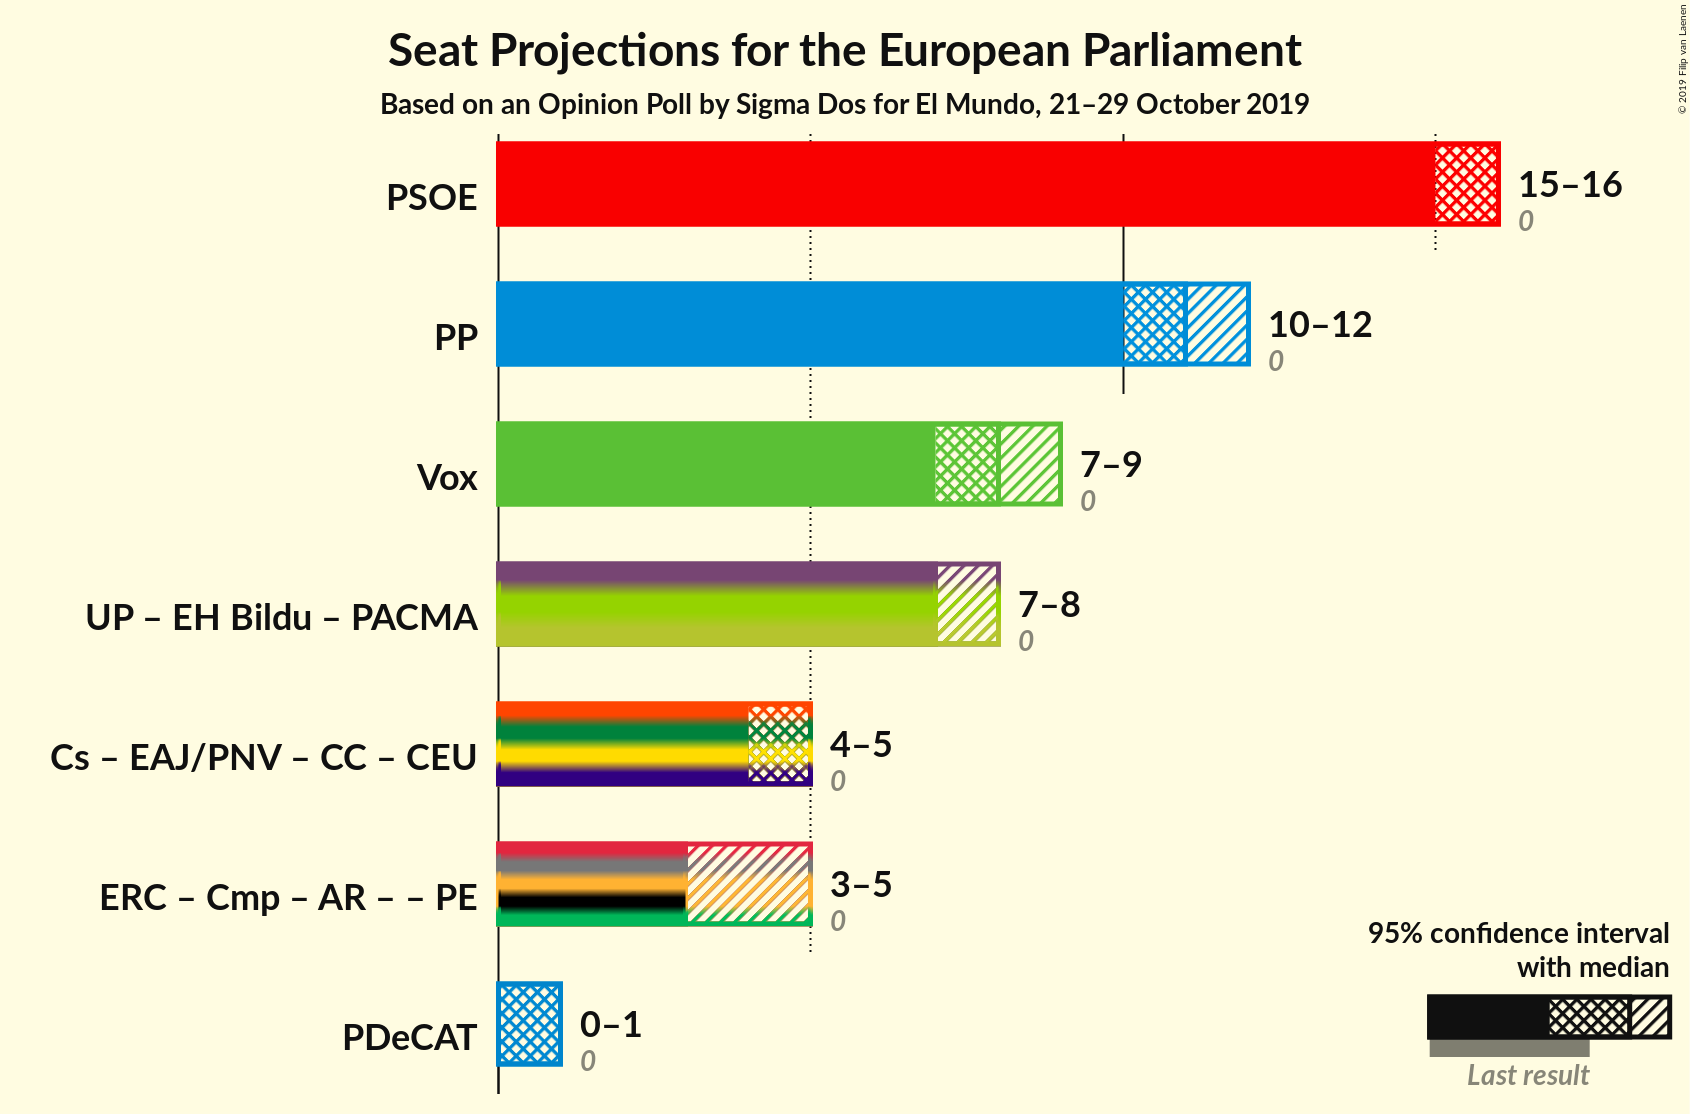 Seat Projections for the European Parliament
Based on an Opinion Poll by Sigma Dos for El Mundo, 21–29 October 2019
© 2019 Filip van Laenen
PSOE
15–16
0
PP
10–12
0
Vox
7–9
0
UP – EH Bildu – PACMA
7–8
0
Cs – EAJ/PNV – CC – CEU
4–5
0
ERC – Cmp – AR – – PE
3–5
0
PDeCAT
0–1
0
95% confidence interval
with median
Last result